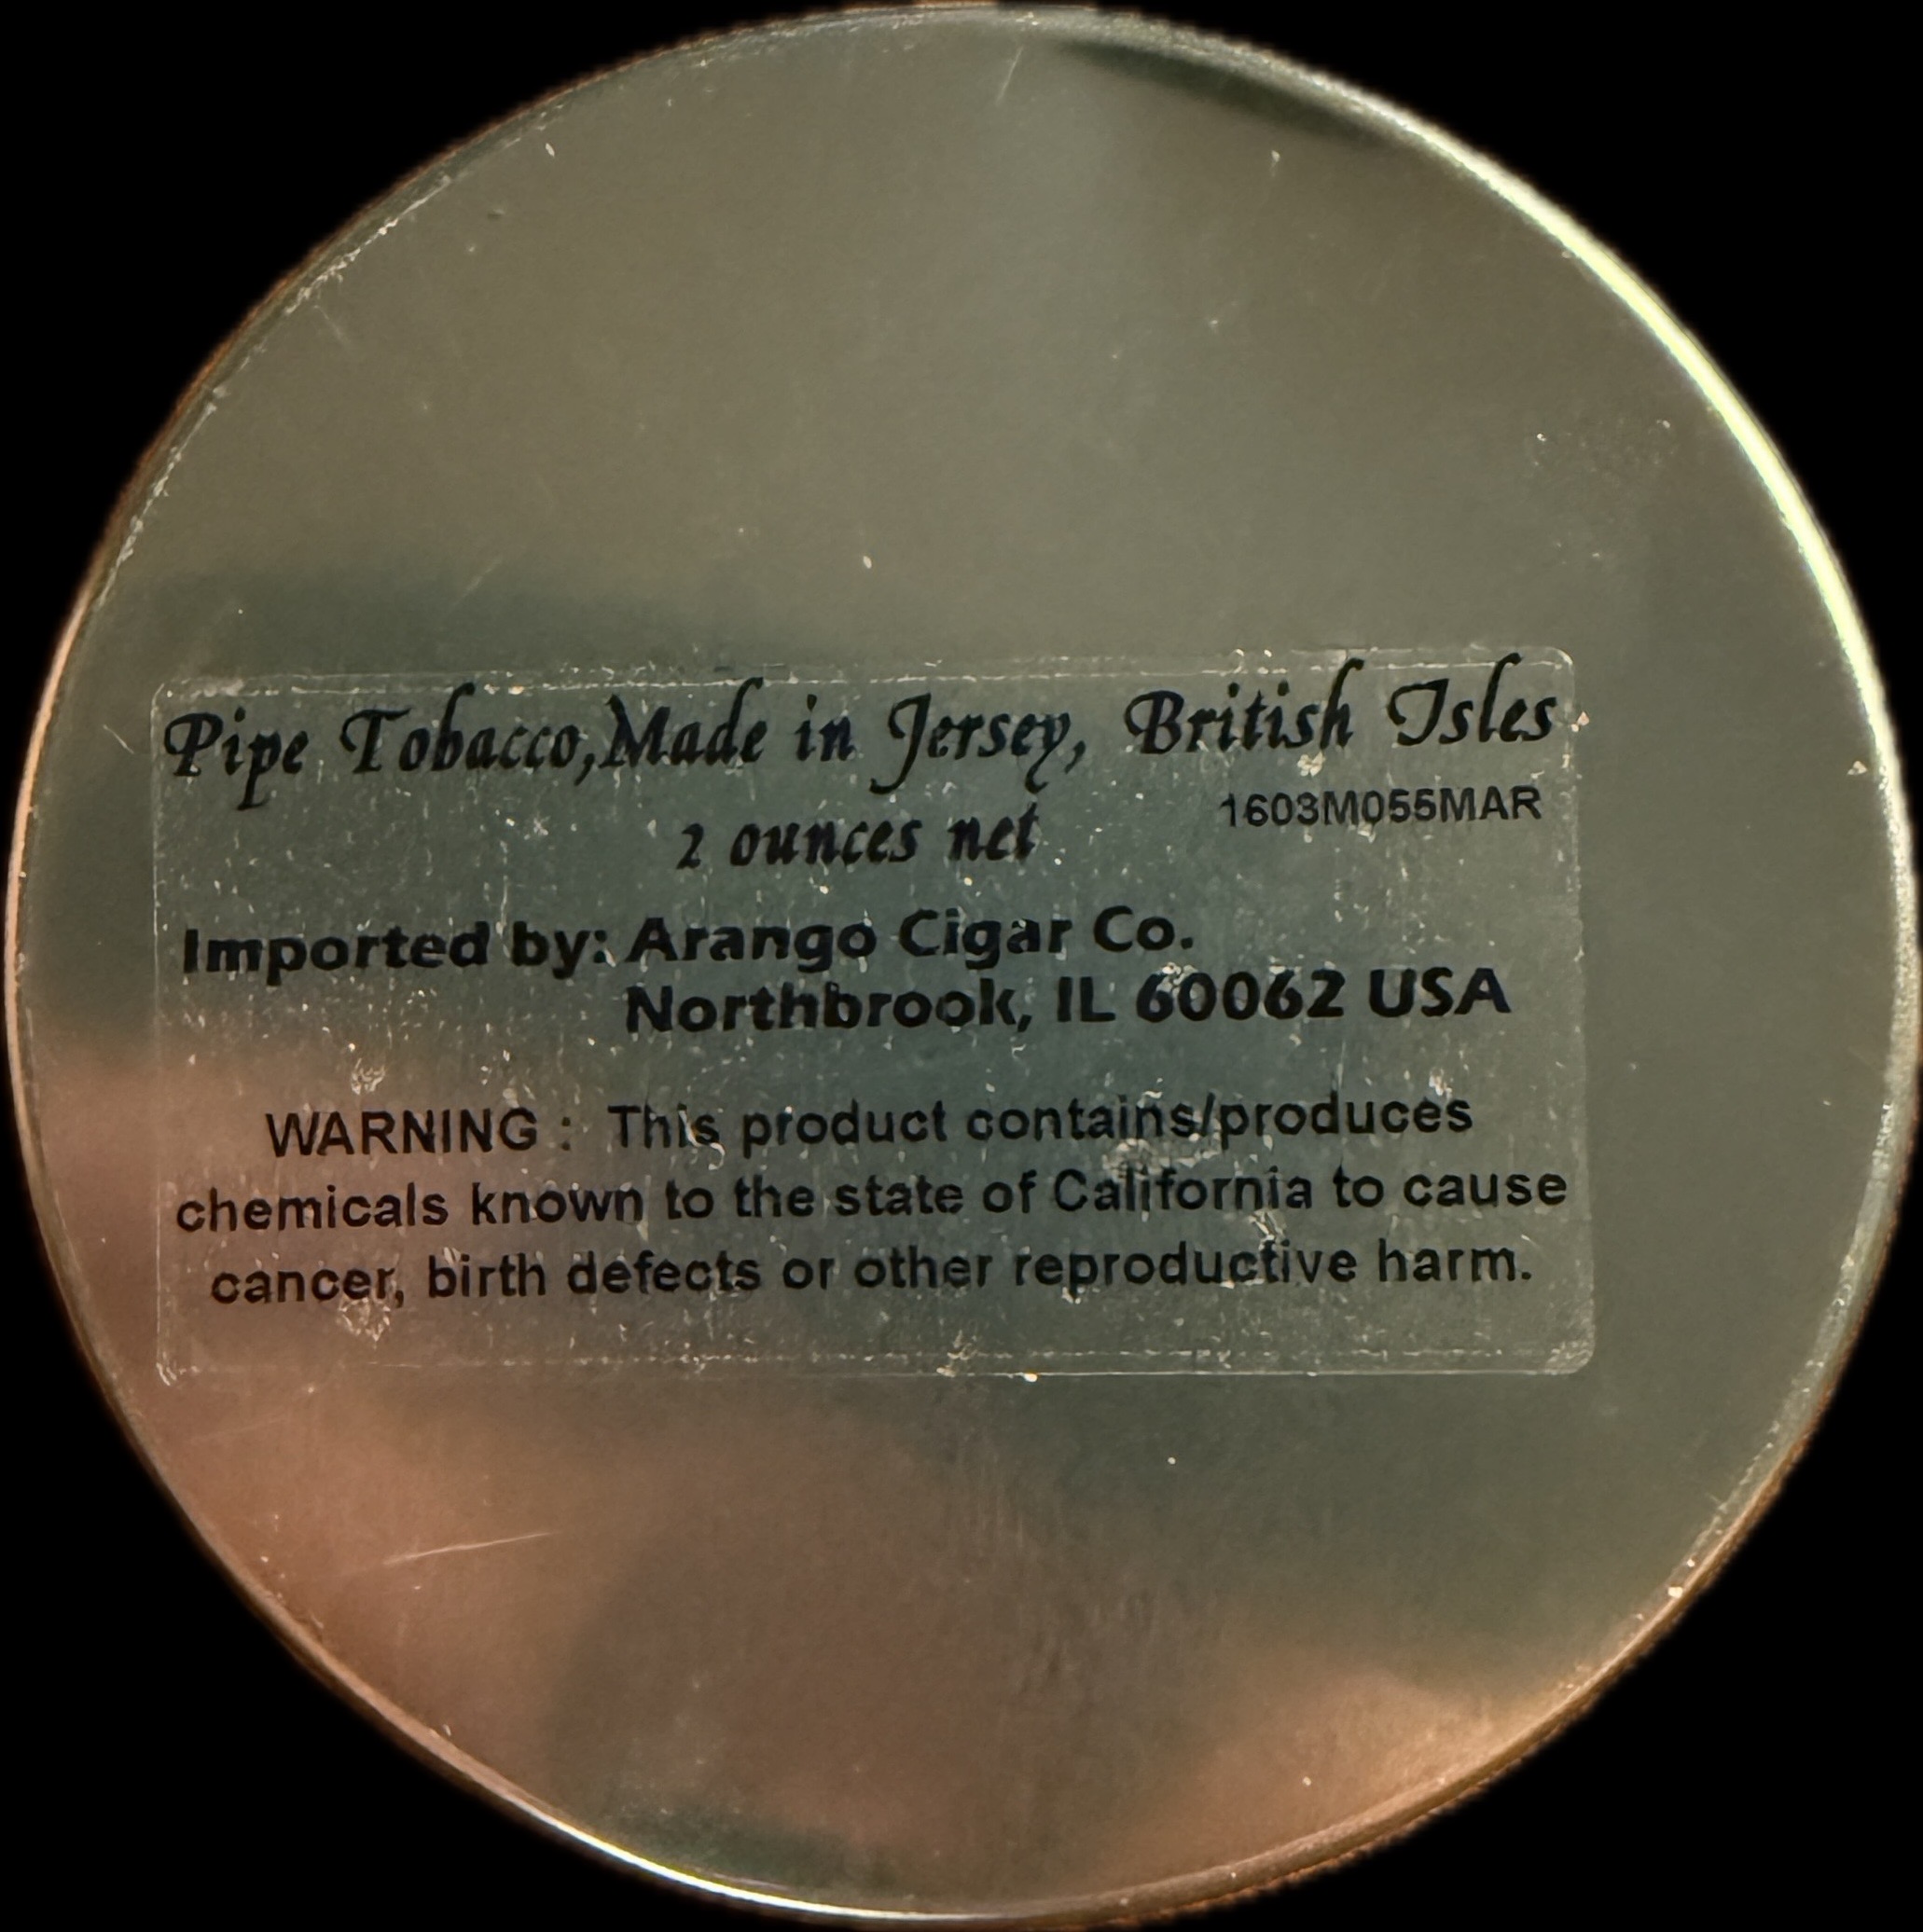 Pipe Tobacco,Made in Jersey, British Isles
1603M055MAR
2 ounces net
Imported by: Arango Cigar Co.
Northbrook, IL 60062 USA
WARNING : This product contains/produces
chemicals known to the state of California to cause
cancer, birth defects or other reproductive harm.